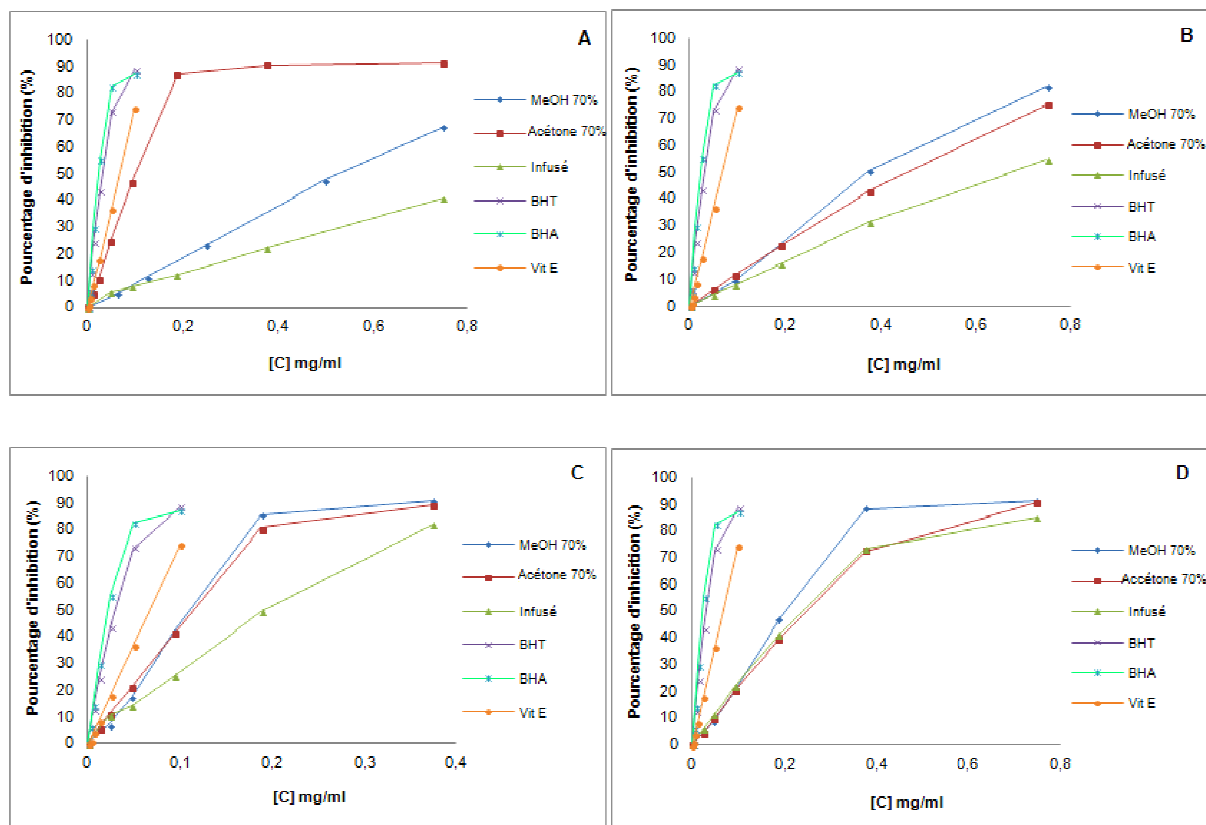 A
Pourcentage d'inhibition (%)
100
90
80
70
60
50
40
30
20
10
0
0
0,2
0,4
0,6
0,8
[C] mg/ml
MeOH 70%
Acétone 70%
Infusé
BHT
BHA
Vit E
B
Pourcentage d'inhibition (%)
100
90
80
70
60
50
40
30
20
10
0
0
0,2
0,4
0,6
0,8
[C] mg/ml
MeOH 70%
Acétone 70%
Infusé
BHT
BHA
Vit E
C
Pourcentage d'inhibition (%)
100
90
80
70
60
50
40
30
20
10
0
0
0,1
0,2
0,3
0,4
[C] mg/ml
MeOH 70%
Acétone 70%
Infusé
BHT
BHA
Vit E
D
Pourcentage d'inicition (%)
100
90
80
70
60
50
40
30
20
10
0
0
0,2
0,4
0,6
0,8
[C] mg/ml
MeOH 70%
Accétone 70%
Infusé
BHT
BHA
Vit E